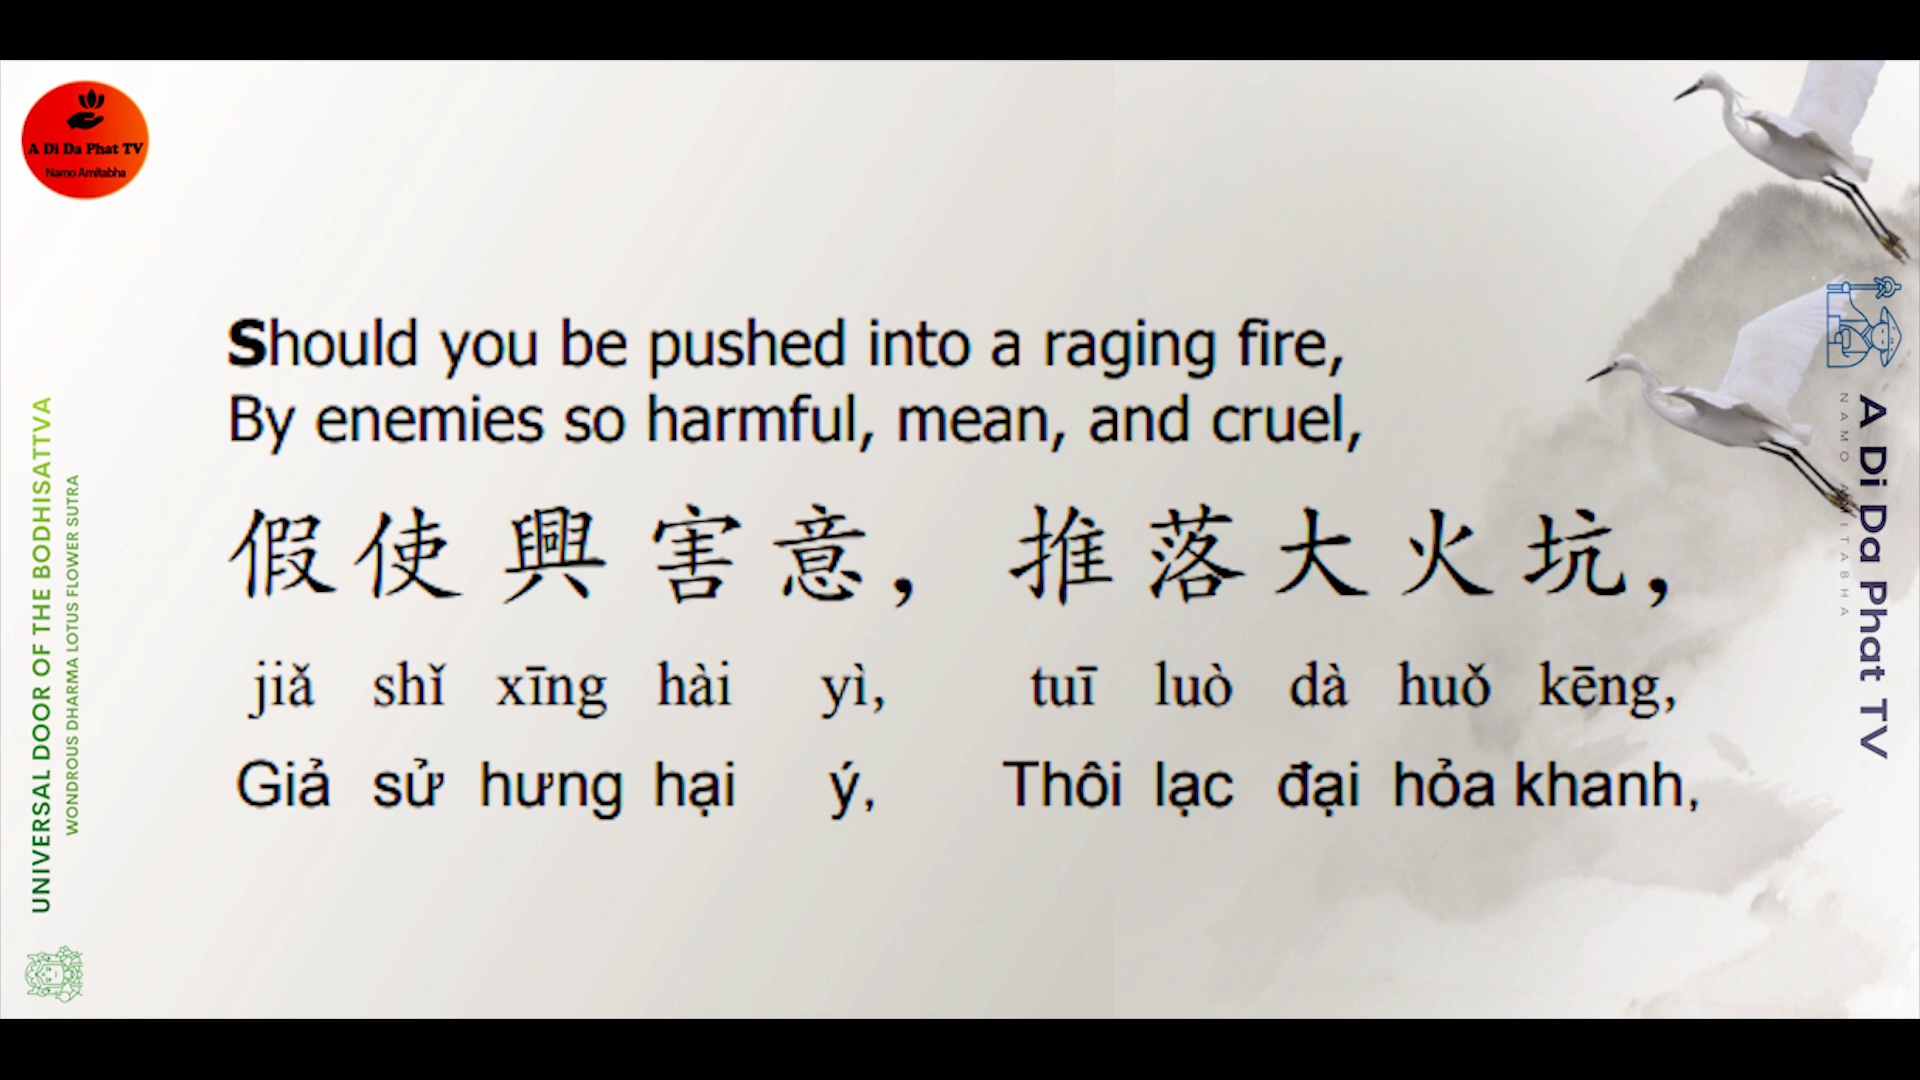 A Di Da Phat TV
Namo Amitabha
UNIVERSAL DOOR OF THE BODHISATTVA
WONDROUS DHARMA LOTUS FLOWER SUTRA
Should you be pushed into a raging fire,
By enemies so harmful, mean, and cruel,
假使興害意，推落大火坑，
jiǎ shǐ xīng hài yì, tuī luò dà huǒ kēng,
Giả sử hưng hại ý, Thôi lạc đại hỏa khanh,
A Di Da Phat TV
NAMO AMITABHA